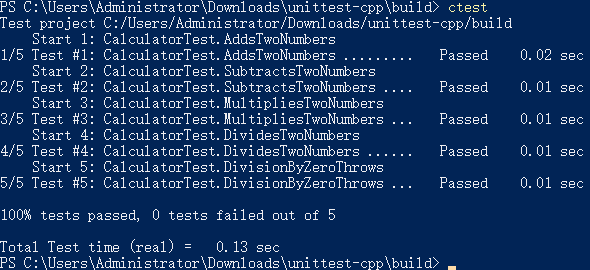 PS C:\Users\Administrator\Downloads\unittest-cpp\build> ctest
Test project C:/Users/Administrator/Downloads/unittest-cpp/build
    Start 1: CalculatorTest.AddsTwoNumbers
1/5 Test #1: CalculatorTest.AddsTwoNumbers .........   Passed    0.02 sec
    Start 2: CalculatorTest.SubtractsTwoNumbers
2/5 Test #2: CalculatorTest.SubtractsTwoNumbers ....   Passed    0.01 sec
    Start 3: CalculatorTest.MultipliesTwoNumbers
3/5 Test #3: CalculatorTest.MultipliesTwoNumbers ...   Passed    0.01 sec
    Start 4: CalculatorTest.DividesTwoNumbers
4/5 Test #4: CalculatorTest.DividesTwoNumbers ......   Passed    0.01 sec
    Start 5: CalculatorTest.DivisionByZeroThrows
5/5 Test #5: CalculatorTest.DivisionByZeroThrows ...   Passed    0.01 sec

100% tests passed, 0 tests failed out of 5

Total Test time (real) =   0.13 sec
PS C:\Users\Administrator\Downloads\unittest-cpp\build>